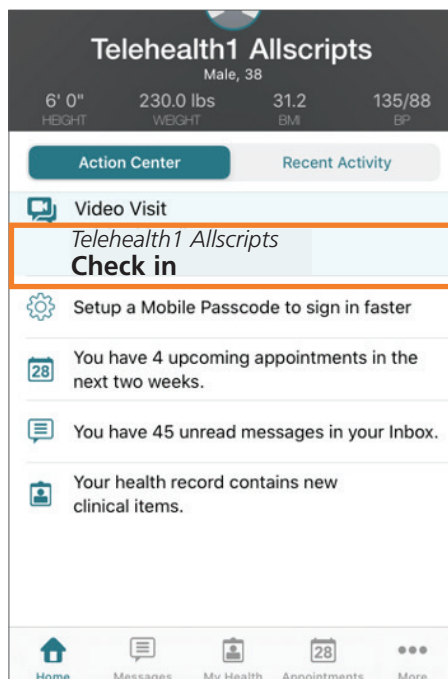 Telehealth1 Allscripts
Male, 38
6' 0" 230.0 lbs 31.2 135/88
HEIGHT WEIGHT BMI BP
Action Center Recent Activity
Video Visit
Telehealth1 Allscripts
Check in
Setup a Mobile Passcode to sign in faster
28 You have 4 upcoming appointments in the
next two weeks.
You have 45 unread messages in your Inbox.
Your health record contains new
clinical items.
28
Home Messages My Health Appointments More